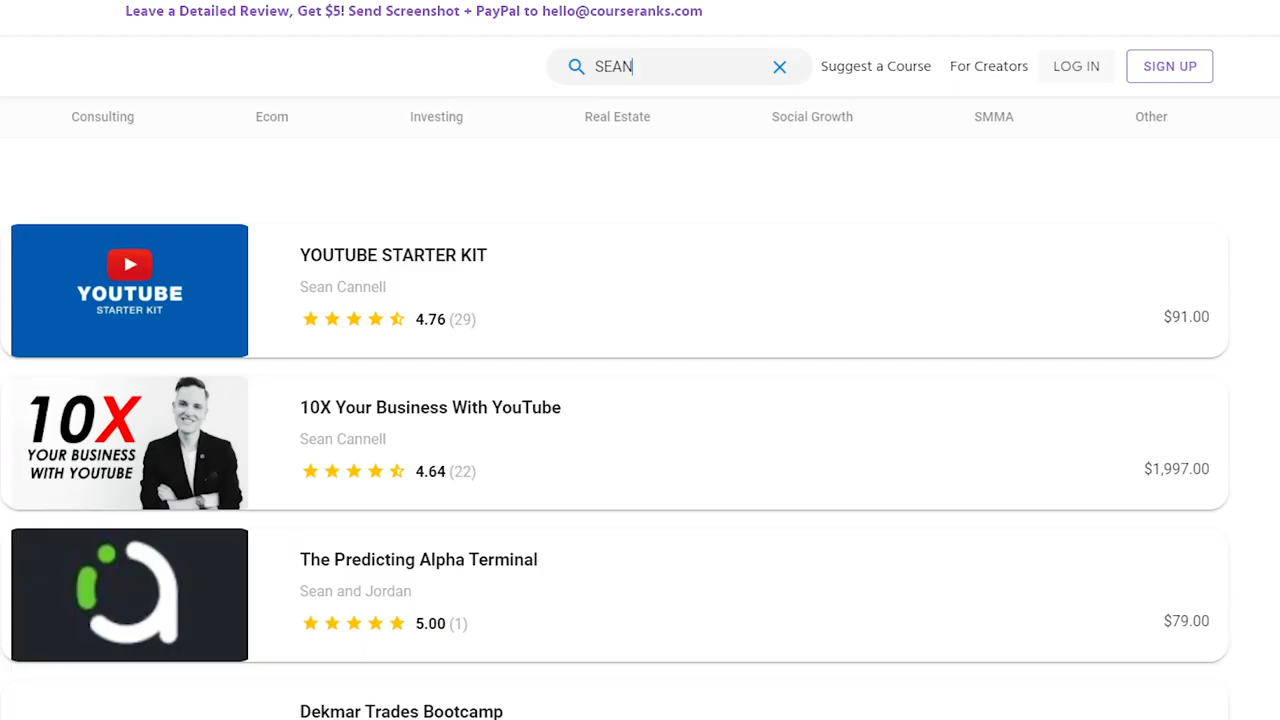 Leave a Detailed Review, Get $5! Send Screenshot + PayPal to hello@courseranks.com
SEAN
Suggest a Course
For Creators
LOG IN
SIGN UP
Consulting
Ecom
Investing
Real Estate
Social Growth
SMMA
Other
YOUTUBE
STARTER KIT
YOUTUBE STARTER KIT
Sean Cannell
4.76 (29)
$91.00
10X
YOUR BUSINESS
WITH YOUTUBE
10X Your Business With YouTube
Sean Cannell
4.64 (22)
$1,997.00
The Predicting Alpha Terminal
Sean and Jordan
5.00 (1)
$79.00
Dekmar Trades Bootcamp